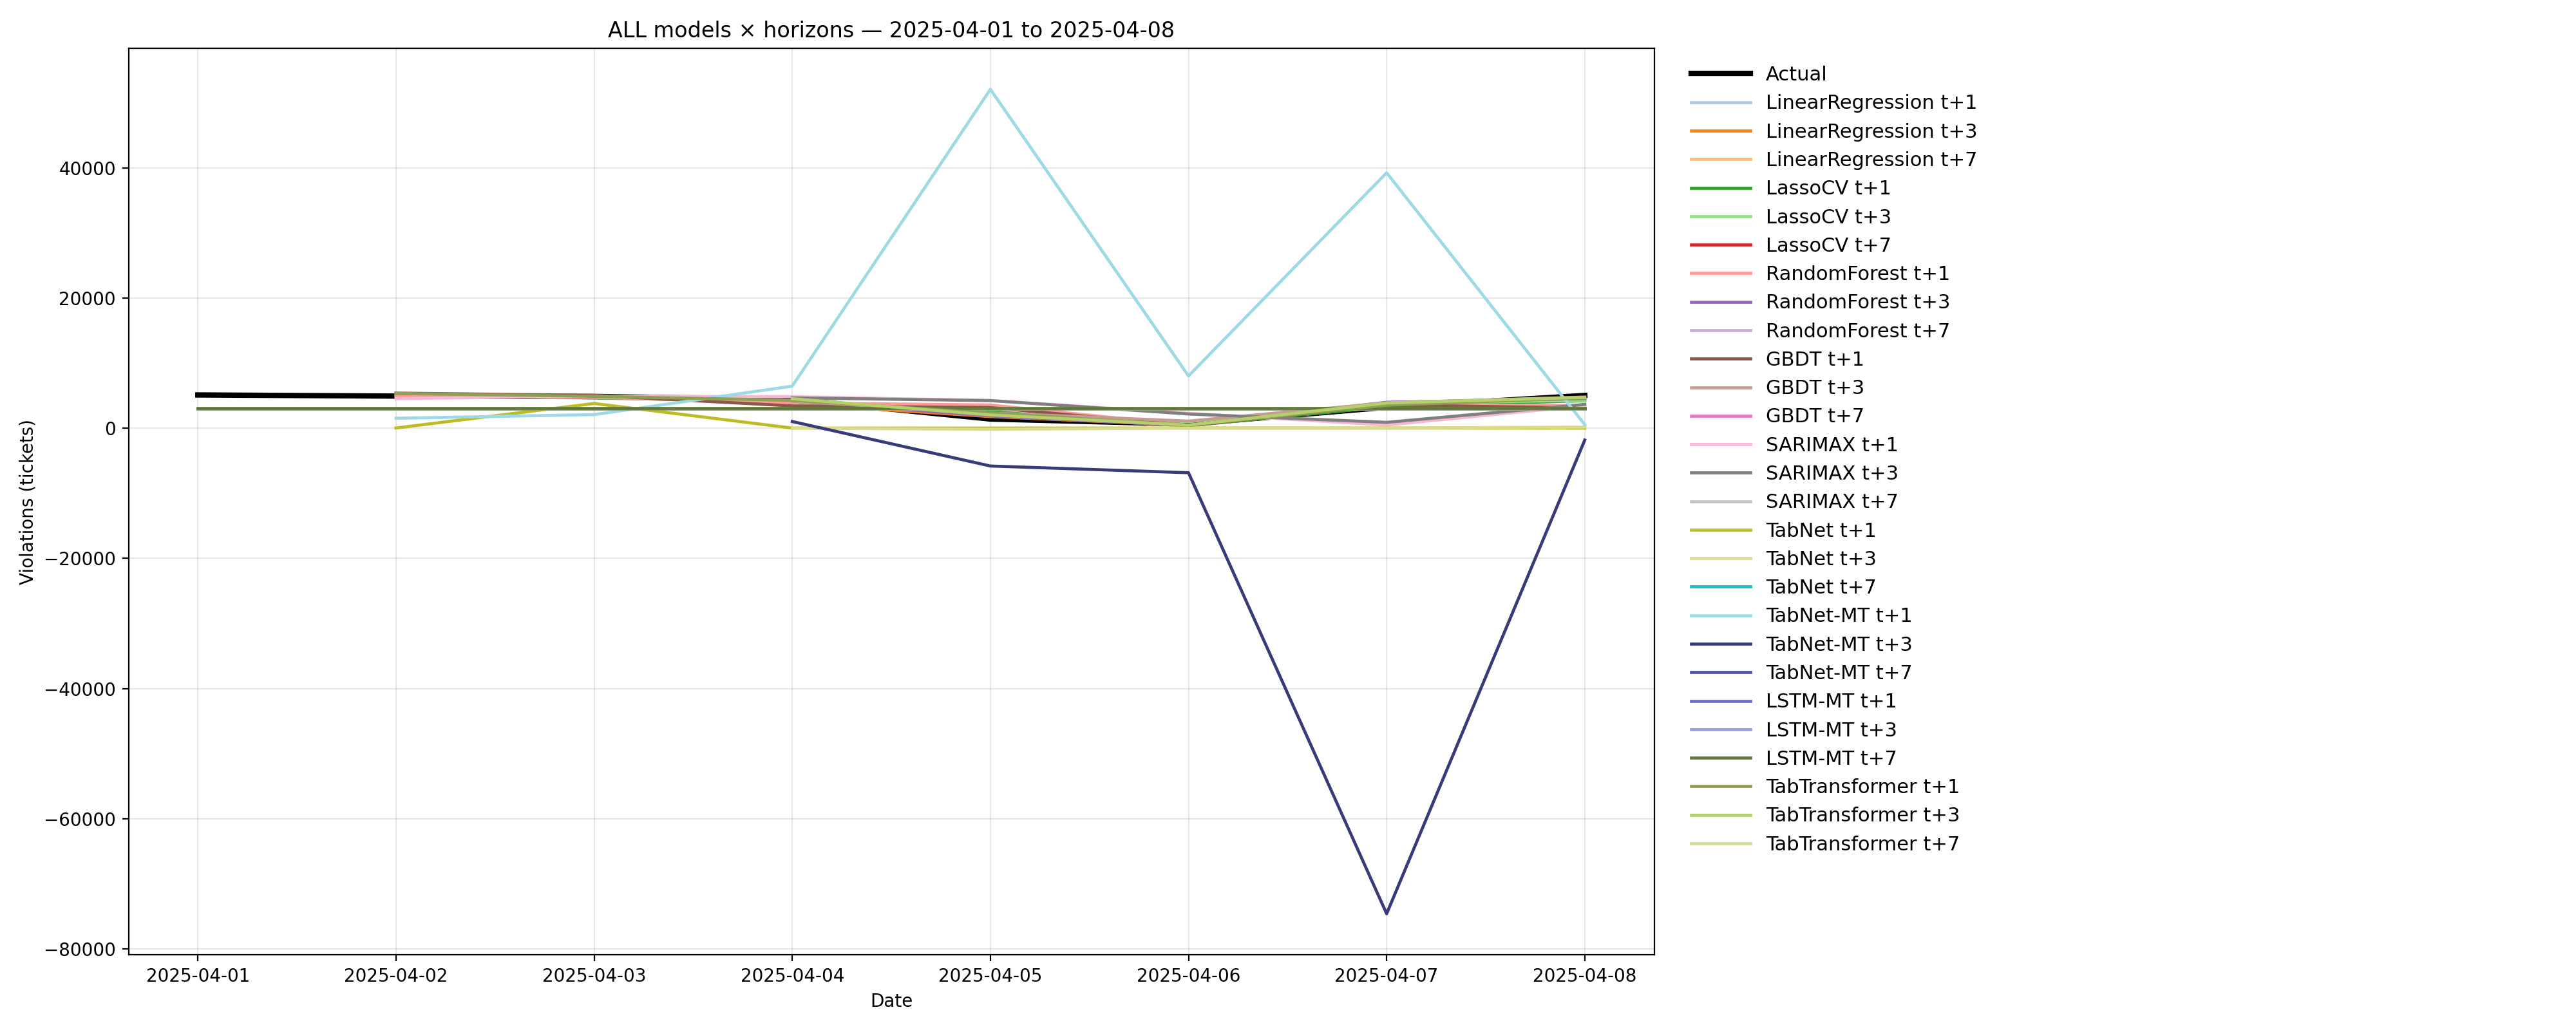 ALL models × horizons — 2025-04-01 to 2025-04-08
Violations (tickets)
40000
20000
0
−20000
−40000
−60000
−80000
2025-04-01
2025-04-02
2025-04-03
2025-04-04
2025-04-05
2025-04-06
2025-04-07
2025-04-08
Date
Actual
LinearRegression t+1
LinearRegression t+3
LinearRegression t+7
LassoCV t+1
LassoCV t+3
LassoCV t+7
RandomForest t+1
RandomForest t+3
RandomForest t+7
GBDT t+1
GBDT t+3
GBDT t+7
SARIMAX t+1
SARIMAX t+3
SARIMAX t+7
TabNet t+1
TabNet t+3
TabNet t+7
TabNet-MT t+1
TabNet-MT t+3
TabNet-MT t+7
LSTM-MT t+1
LSTM-MT t+3
LSTM-MT t+7
TabTransformer t+1
TabTransformer t+3
TabTransformer t+7